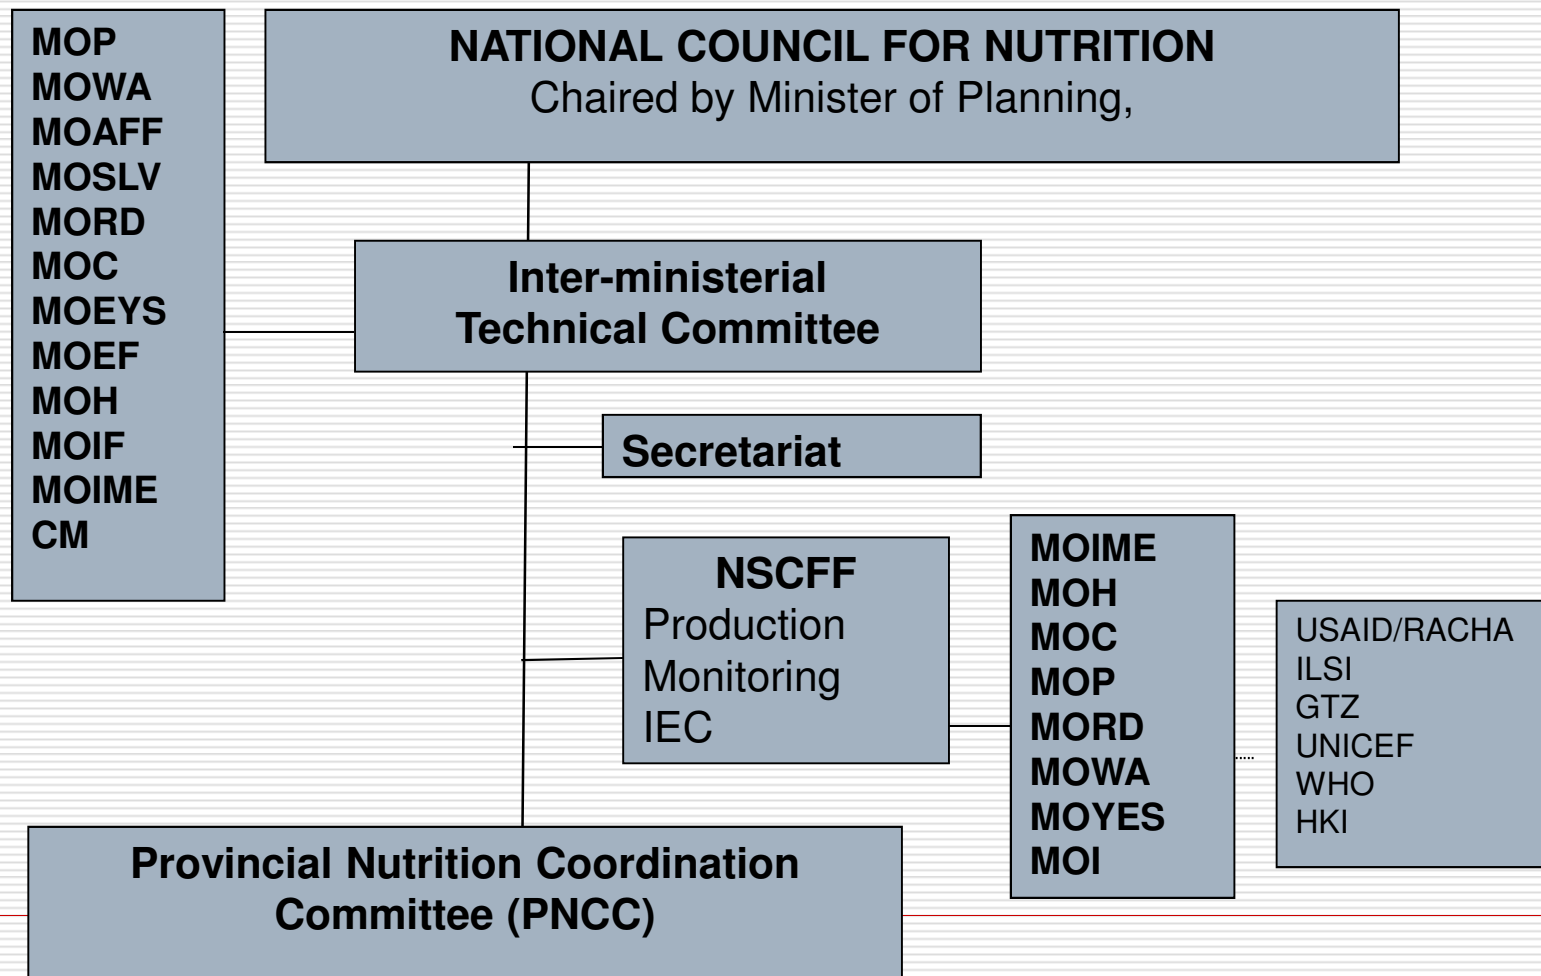 MOP
MOWA
MOAFF
MOSLV
MORD
MOC
MOEYS
MOEF
MOH
MOIF
MOIME
CM
NATIONAL COUNCIL FOR NUTRITION
Chaired by Minister of Planning,
Inter-ministerial
Technical Committee
Secretariat
NSCFF
Production
Monitoring
IEC
MOIME
MOH
MOC
MOP
MORD
MOWA
MOYES
MOI
USAID/RACHA
ILSI
GTZ
UNICEF
WHO
HKI
Provincial Nutrition Coordination
Committee (PNCC)